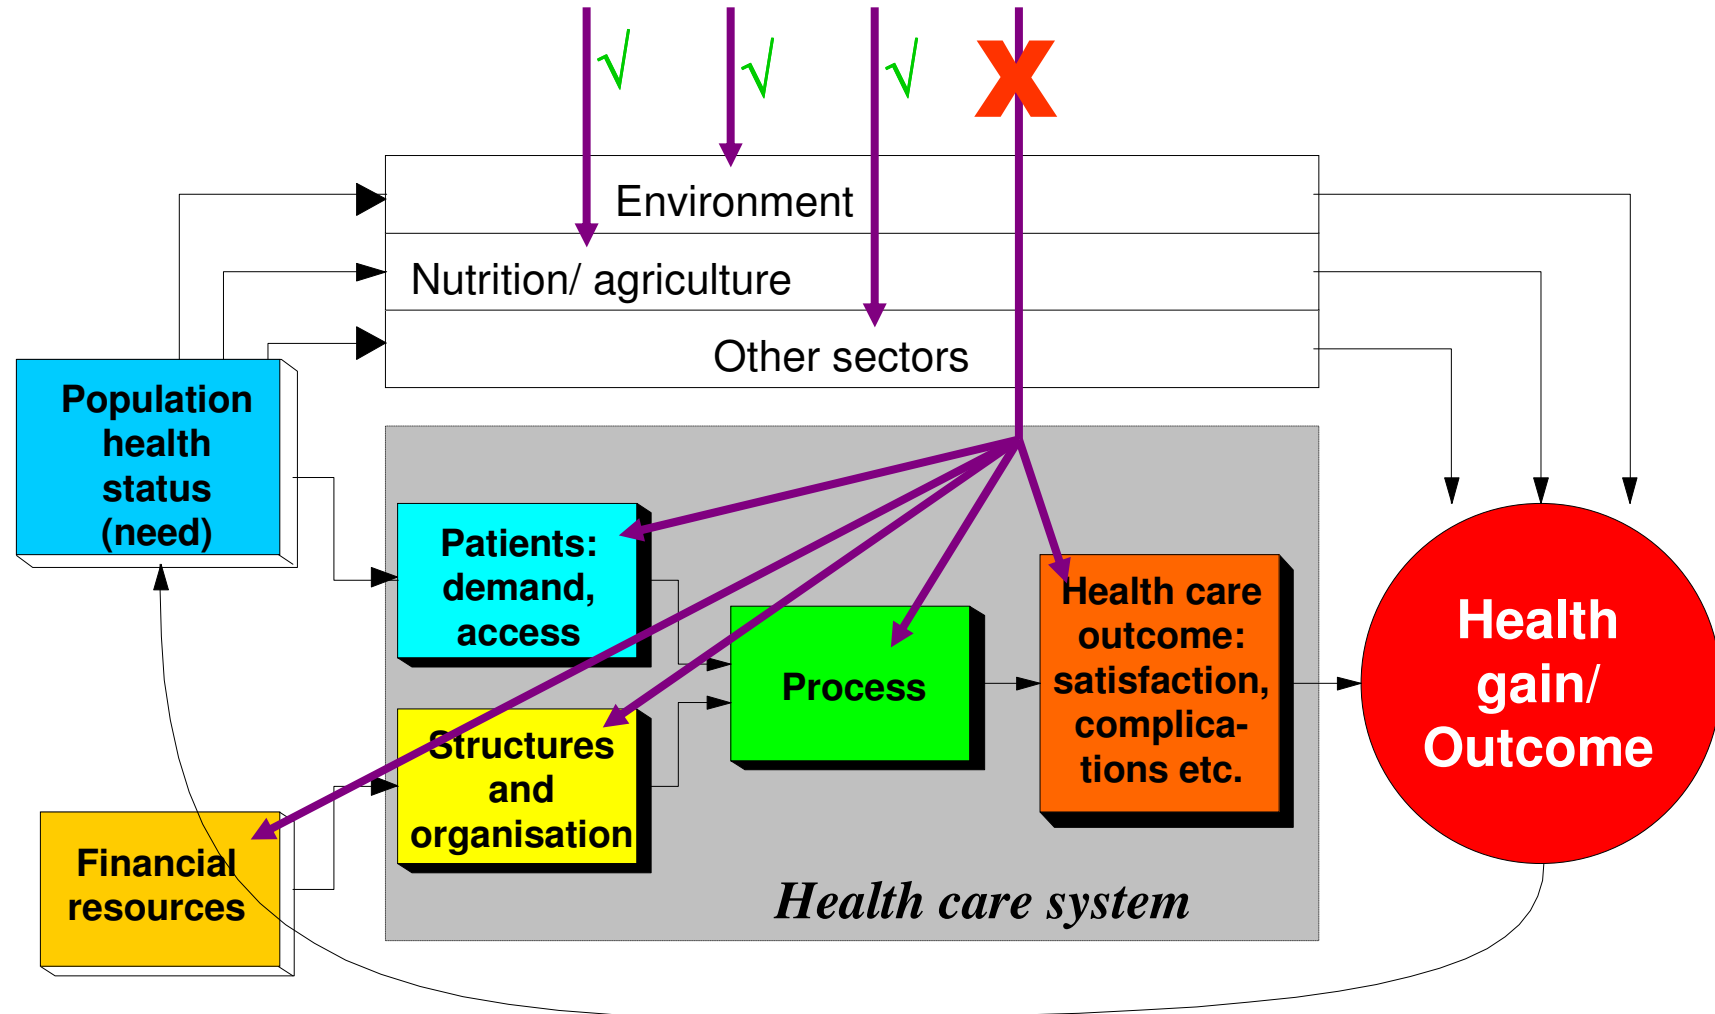 √ √ √ X
Environment
Nutrition/ agriculture
Other sectors
Population
health
status
(need)
Patients:
demand,
access
Structures
and
organisation
Financial
resources
Process
Health care
outcome:
satisfaction,
complica-
tions etc.
Health
gain/
Outcome
Health care system